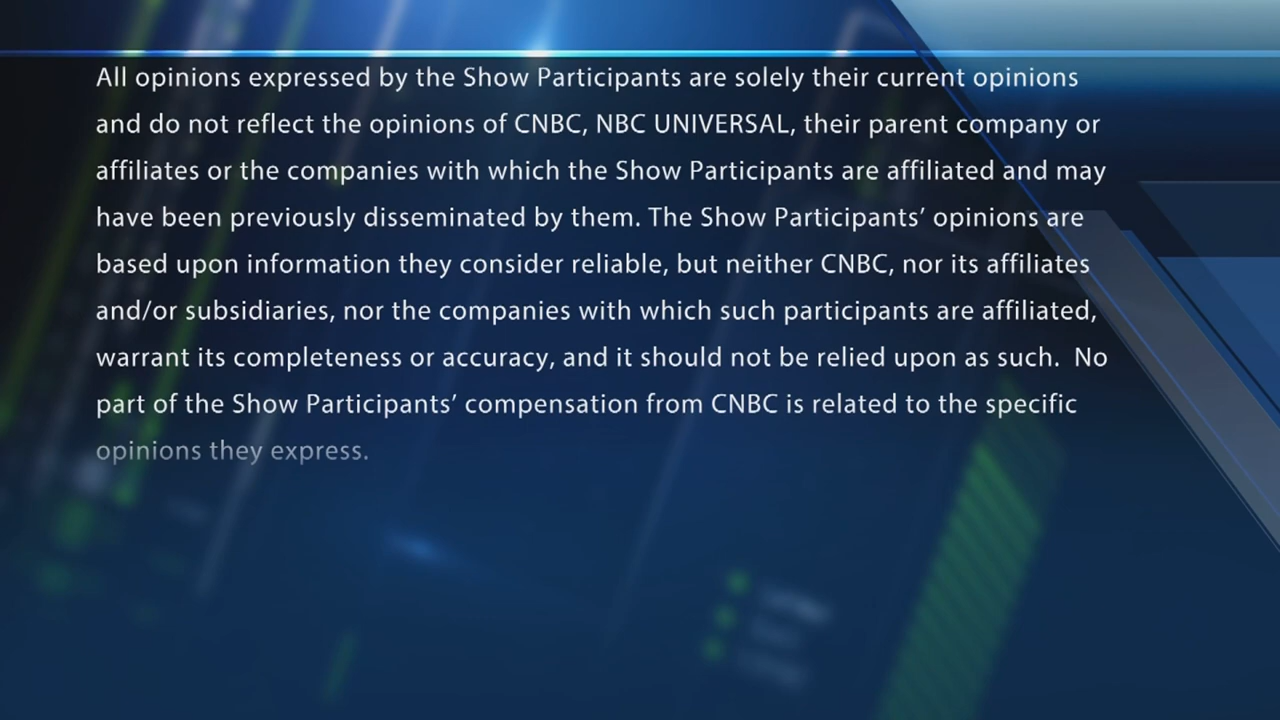 All opinions expressed by the Show Participants are solely their current opinions
and do not reflect the opinions of CNBC, NBC UNIVERSAL, their parent company or
affiliates or the companies with which the Show Participants are affiliated and may
have been previously disseminated by them. The Show Participants’ opinions are
based upon information they consider reliable, but neither CNBC, nor its affiliates
and/or subsidiaries, nor the companies with which such participants are affiliated,
warrant its completeness or accuracy, and it should not be relied upon as such.  No
part of the Show Participants’ compensation from CNBC is related to the specific
opinions they express.